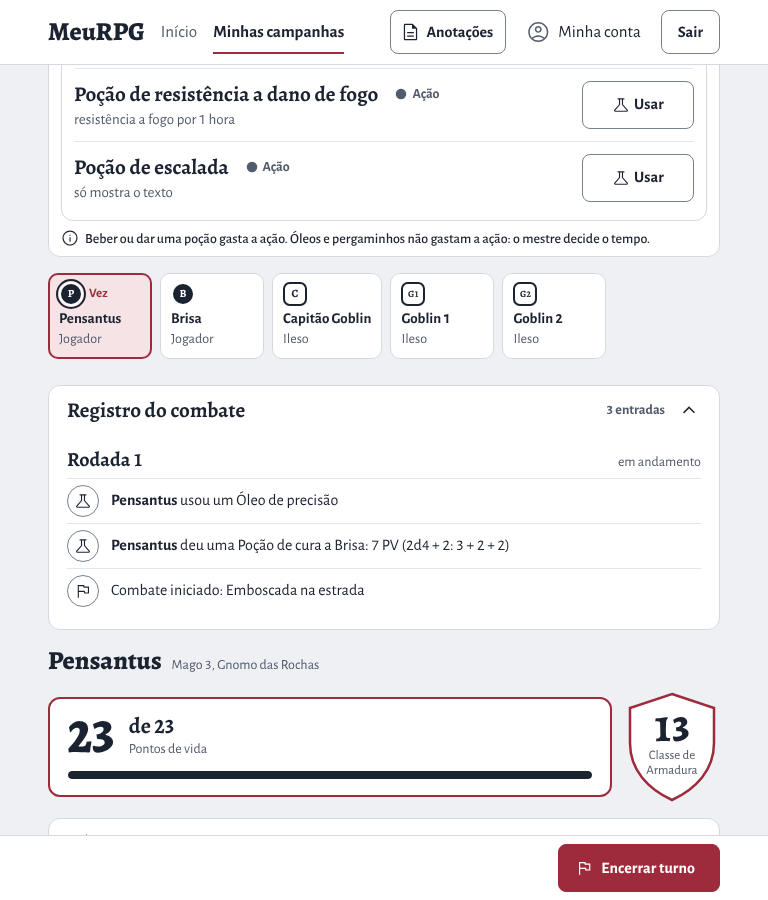 MeuRPG Início Minhas campanhas Anotações Minha conta Sair
Poção de resistência a dano de fogo Ação
resistência a fogo por 1 hora
Usar
Poção de escalada Ação
só mostra o texto
Usar
Beber ou dar uma poção gasta a ação. Óleos e pergaminhos não gastam a ação: o mestre decide o tempo.
P Vez
Pensantus
Jogador
B
Brisa
Jogador
C
Capitão Goblin
Ileso
G1
Goblin 1
Ileso
G2
Goblin 2
Ileso
Registro do combate 3 entradas
Rodada 1 em andamento
Pensantus usou um Óleo de precisão
Pensantus deu uma Poção de cura a Brisa: 7 PV (2d4 + 2: 3 + 2 + 2)
Combate iniciado: Emboscada na estrada
Pensantus Mago 3, Gnomo das Rochas
23 de 23
Pontos de vida
13
Classe de
Armadura
Encerrar turno